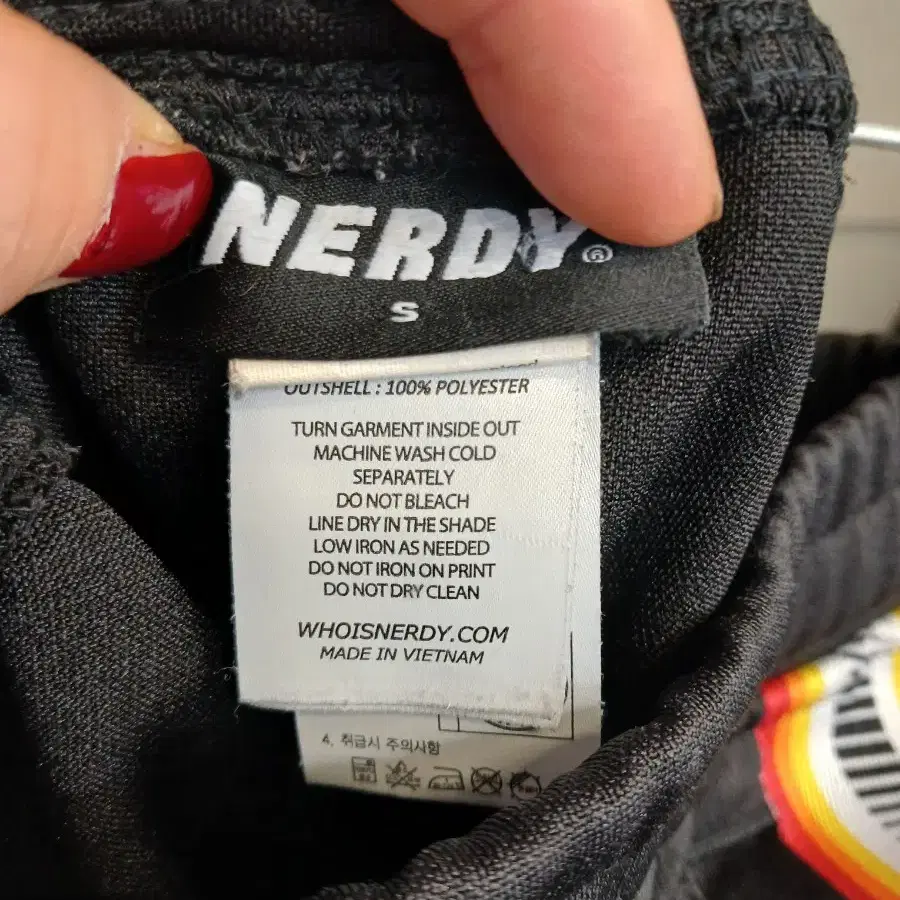 NERDY®
S
OUTSHELL : 100% POLYESTER
TURN GARMENT INSIDE OUT
MACHINE WASH COLD
SEPARATELY
DO NOT BLEACH
LINE DRY IN THE SHADE
LOW IRON AS NEEDED
DO NOT IRON ON PRINT
DO NOT DRY CLEAN
WHOISNERDY.COM
MADE IN VIETNAM
4. 취급시 주의사항